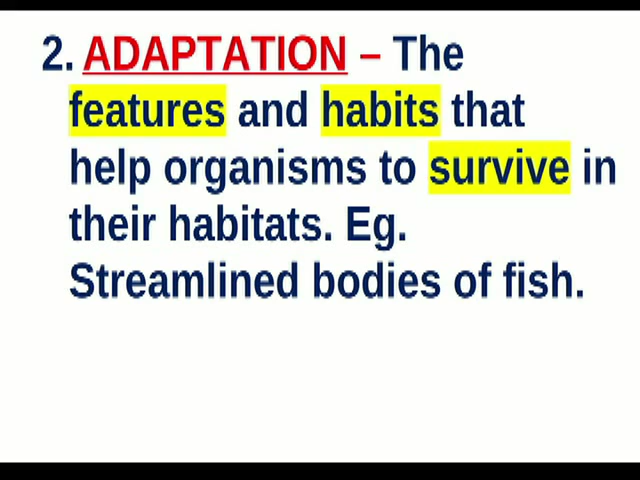 2. ADAPTATION – The
features and habits that
help organisms to survive in
their habitats. Eg.
Streamlined bodies of fish.